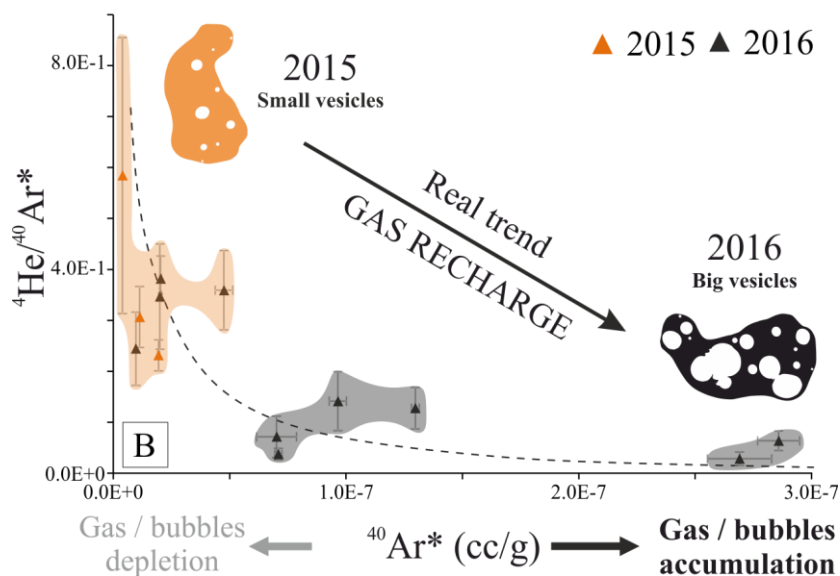 ▲ 2015 ▲ 2016
8.0E-1
2015
Small vesicles
Real trend
GAS RECHARGE
⁴He/⁴⁰Ar*
4.0E-1
2016
Big vesicles
B
0.0E+0
0.0E+0 1.0E-7 2.0E-7 3.0E-7
Gas / bubbles
depletion
⁴⁰Ar* (cc/g)
Gas / bubbles
accumulation